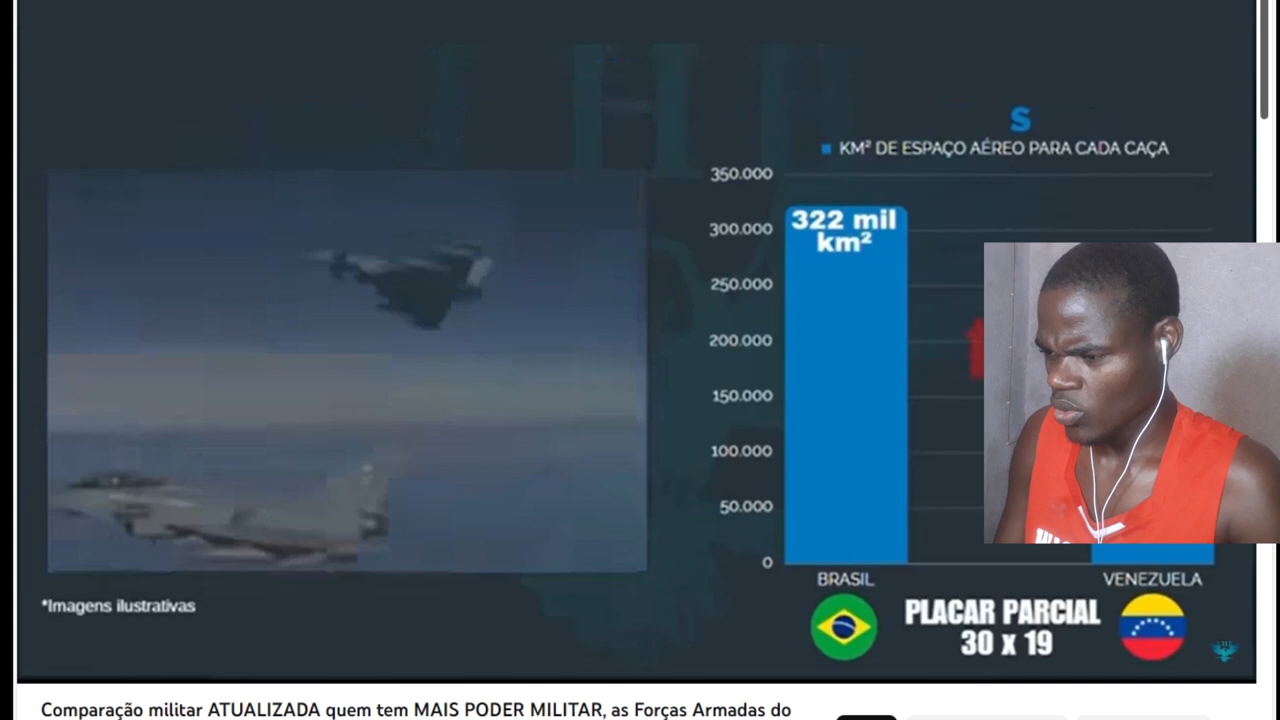 S
KM² DE ESPAÇO AÉREO PARA CADA CAÇA
350.000
300.000
250.000
200.000
150.000
100.000
50.000
0
322 mil
km²
BRASIL
VENEZUELA
*Imagens ilustrativas
PLACAR PARCIAL
30 x 19
Comparação militar ATUALIZADA quem tem MAIS PODER MILITAR, as Forças Armadas do